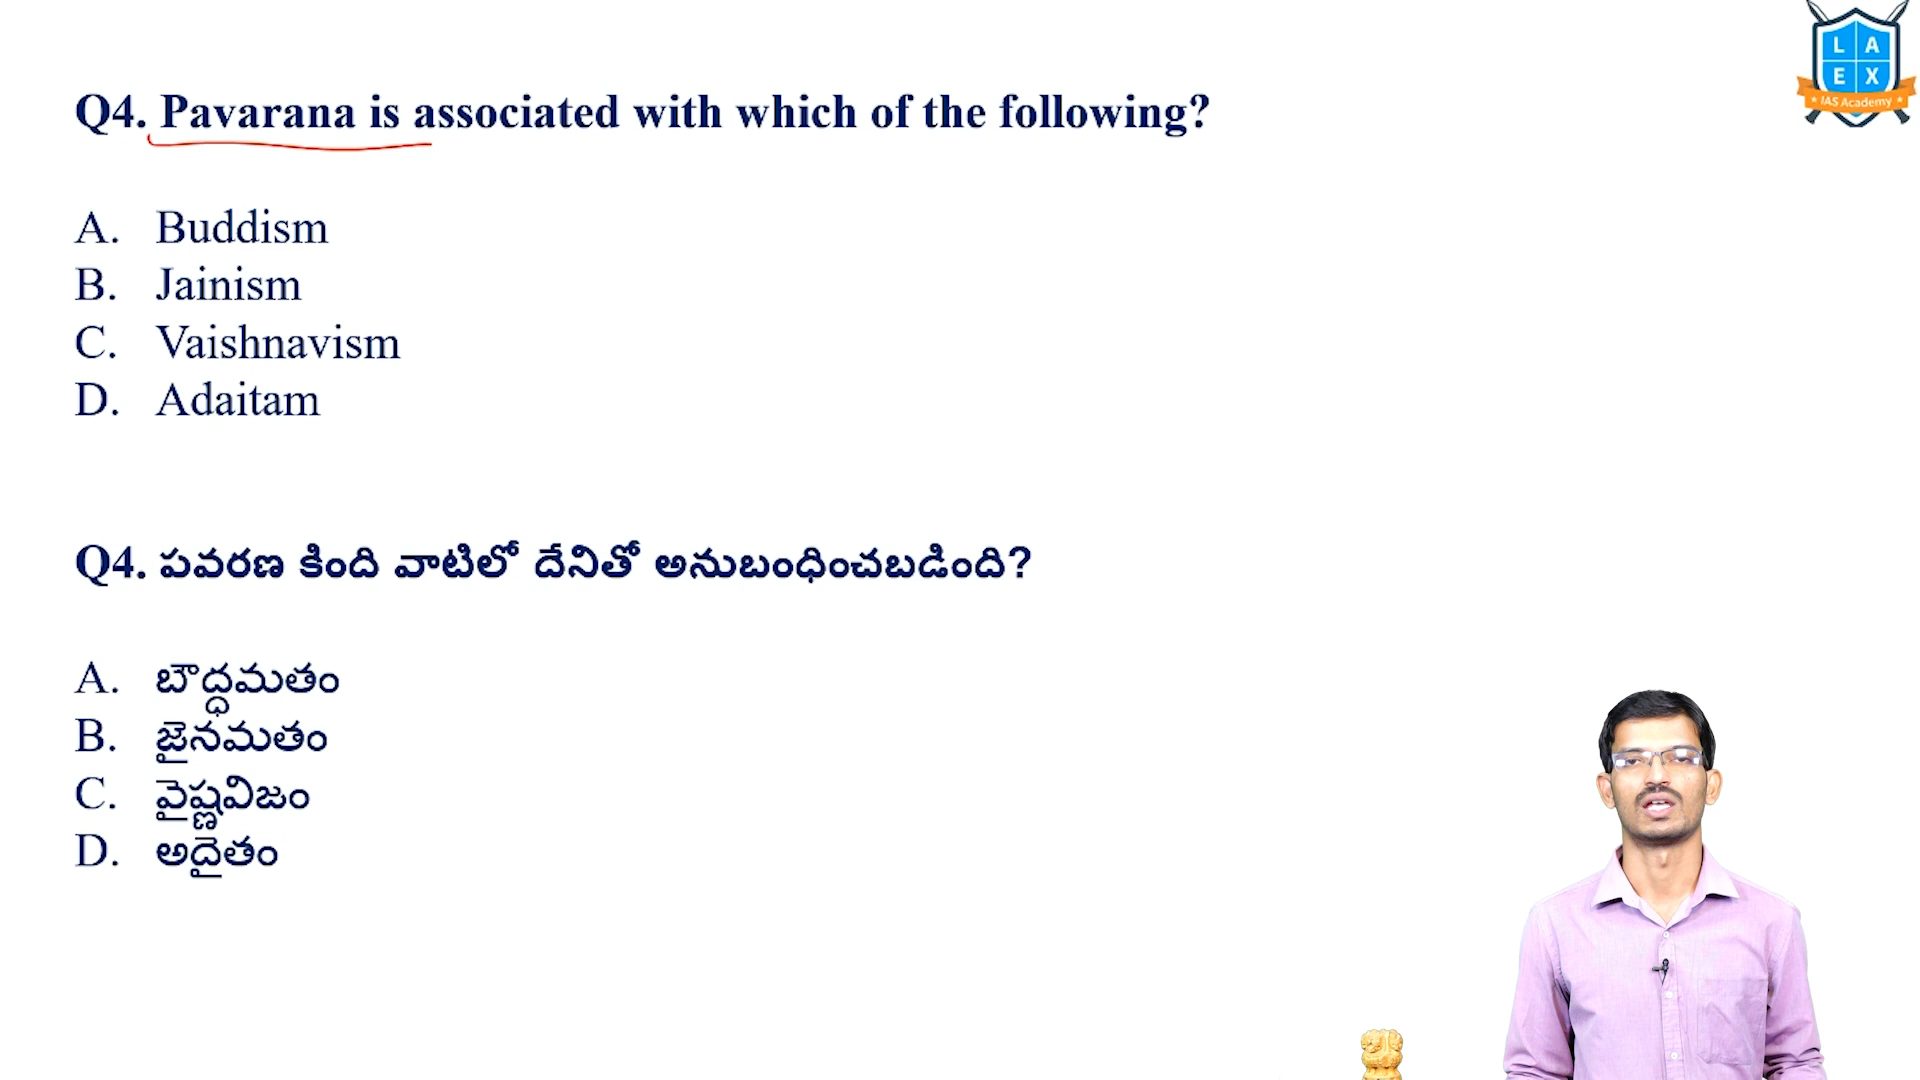 L A
E X
IAS Academy
Q4. Pavarana is associated with which of the following?
A. Buddism
B. Jainism
C. Vaishnavism
D. Adaitam
Q4. పవరణ కింది వాటిలో దేనితో అనుబంధించబడింది?
A. బౌద్ధమతం
B. జైనమతం
C. వైష్ణవిజం
D. అదైతం